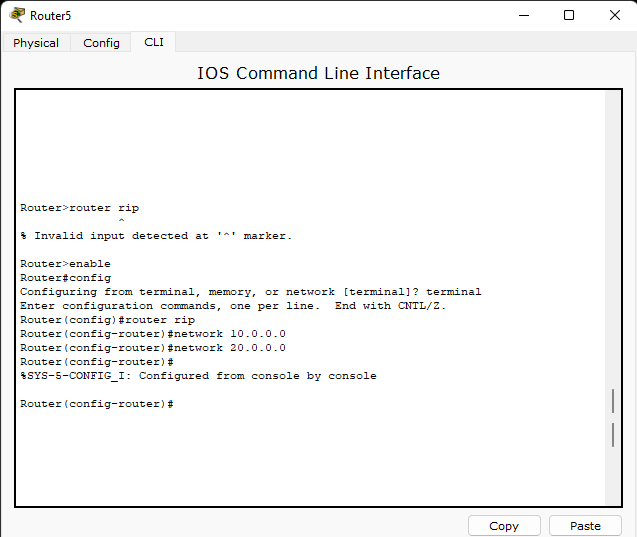 Router5
Physical Config CLI
IOS Command Line Interface
Router>router rip
^
% Invalid input detected at '^' marker.
Router>enable
Router#config
Configuring from terminal, memory, or network [terminal]? terminal
Enter configuration commands, one per line.  End with CNTL/Z.
Router(config)#router rip
Router(config-router)#network 10.0.0.0
Router(config-router)#network 20.0.0.0
Router(config-router)#
%SYS-5-CONFIG_I: Configured from console by console
Router(config-router)#
Copy Paste